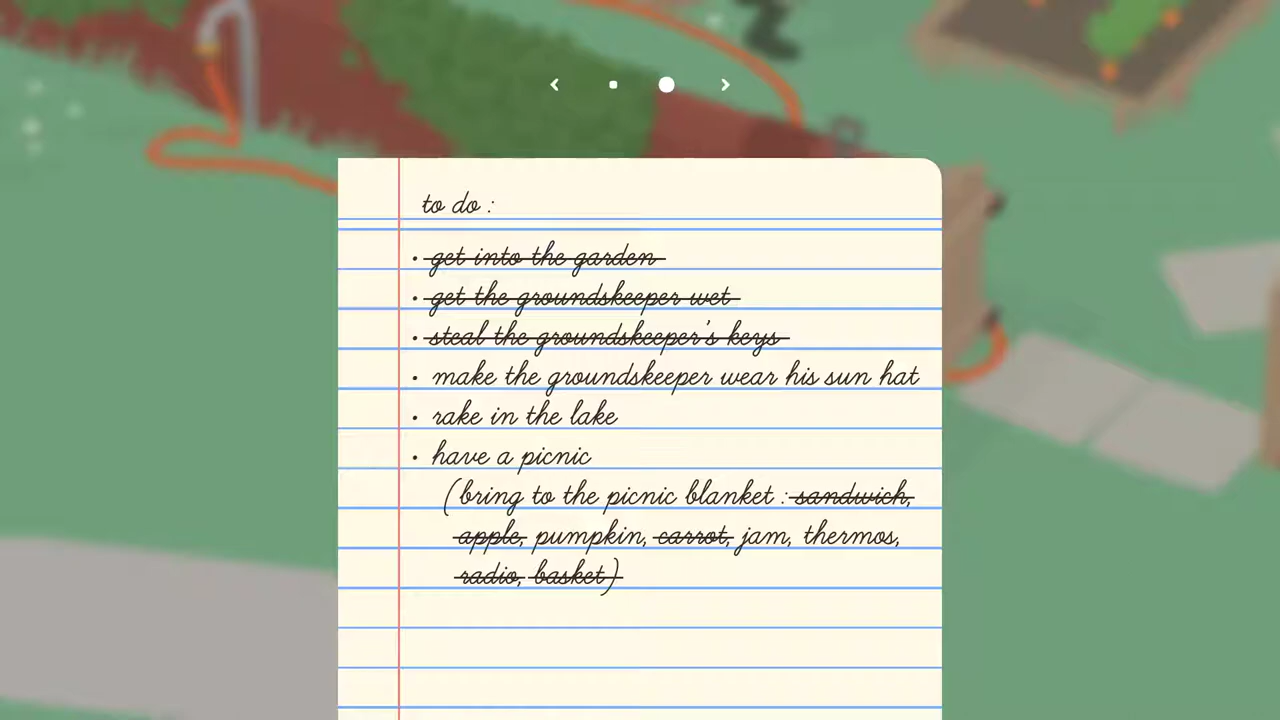 to do :
• get into the garden
• get the groundskeeper wet
• steal the groundskeeper's keys
• make the groundskeeper wear his sun hat
• rake in the lake
• have a picnic
(bring to the picnic blanket : sandwich,
apple, pumpkin, carrot, jam, thermos,
radio, basket)